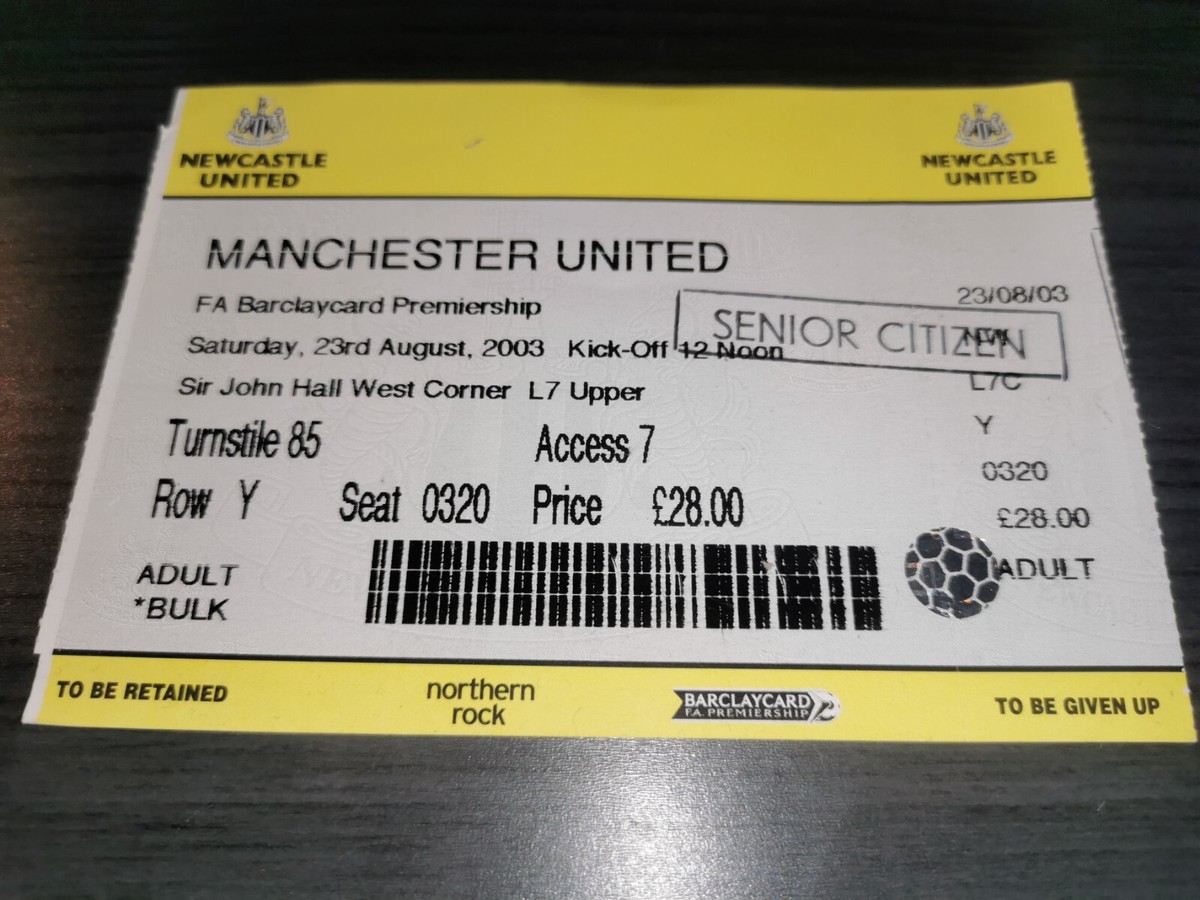 NEWCASTLE
UNITED
NEWCASTLE
UNITED
MANCHESTER UNITED
FA Barclaycard Premiership
23/08/03
SENIOR CITIZEN
Saturday, 23rd August, 2003 Kick-Off 12 Noon
NW
Sir John Hall West Corner L7 Upper
L7C
Turnstile 85 Access 7
Y
Row Y Seat 0320 Price £28.00
0320
£28.00
ADULT
*BULK
ADULT
TO BE RETAINED
northern
rock
BARCLAYCARD
F.A. PREMIERSHIP
TO BE GIVEN UP